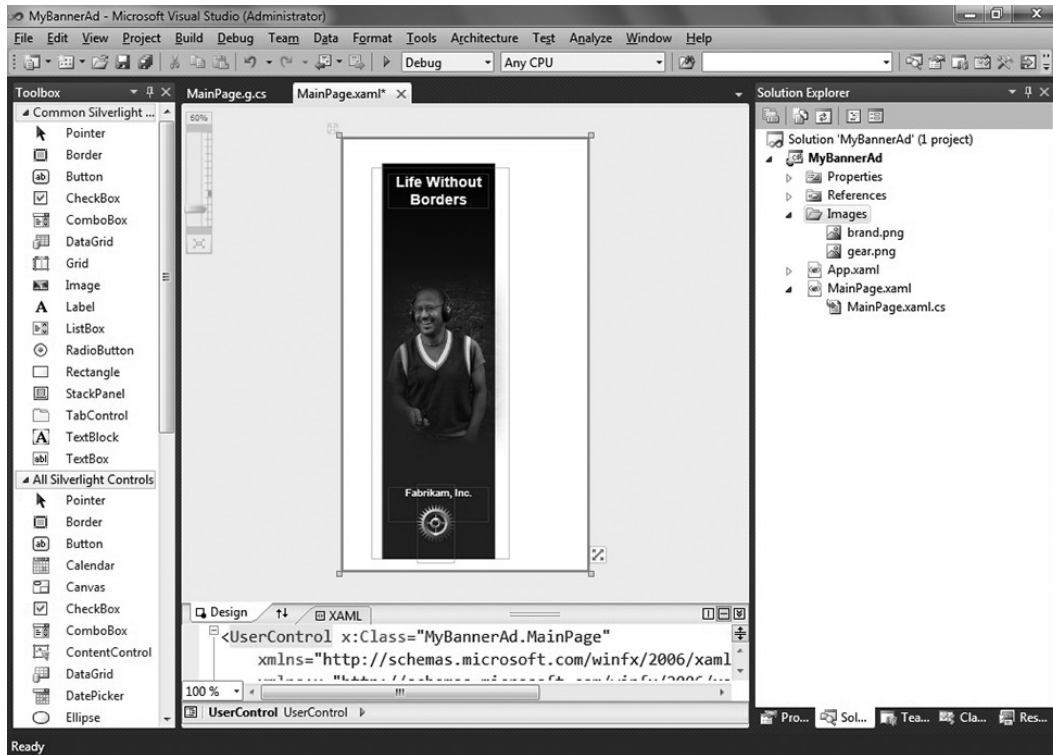 MyBannerAd - Microsoft Visual Studio (Administrator)
File Edit View Project Build Debug Team Data Format Tools Architecture Test Analyze Window Help
Debug Any CPU
Toolbox
Common Silverlight ...
Pointer
Border
Button
CheckBox
ComboBox
DataGrid
Grid
Image
Label
ListBox
RadioButton
Rectangle
StackPanel
TabControl
TextBlock
TextBox
All Silverlight Controls
Pointer
Border
Button
Calendar
Canvas
CheckBox
ComboBox
ContentControl
DataGrid
DatePicker
Ellipse
MainPage.g.cs MainPage.xaml*
60%
Life Without
Borders
Fabrikam, Inc.
Design XAML
<UserControl x:Class="MyBannerAd.MainPage"
xmlns="http://schemas.microsoft.com/winfx/2006/xaml
100 %
UserControl UserControl
Solution Explorer
Solution 'MyBannerAd' (1 project)
MyBannerAd
Properties
References
Images
brand.png
gear.png
App.xaml
MainPage.xaml
MainPage.xaml.cs
Pro... Sol... Tea... Cla... Res...
Ready